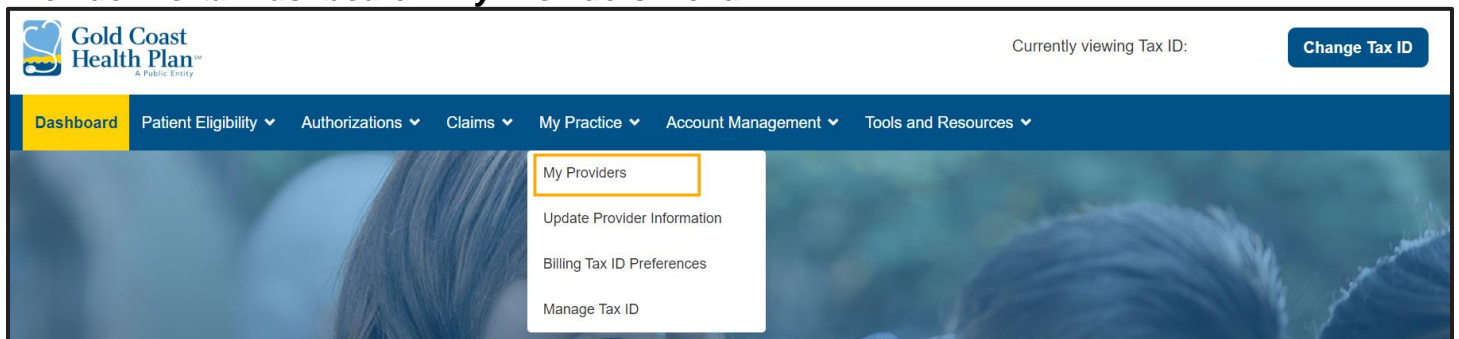 Gold Coast
Health Plan℠
A Public Entity
Currently viewing Tax ID:
Change Tax ID
Dashboard Patient Eligibility Authorizations Claims My Practice Account Management Tools and Resources
My Providers
Update Provider Information
Billing Tax ID Preferences
Manage Tax ID